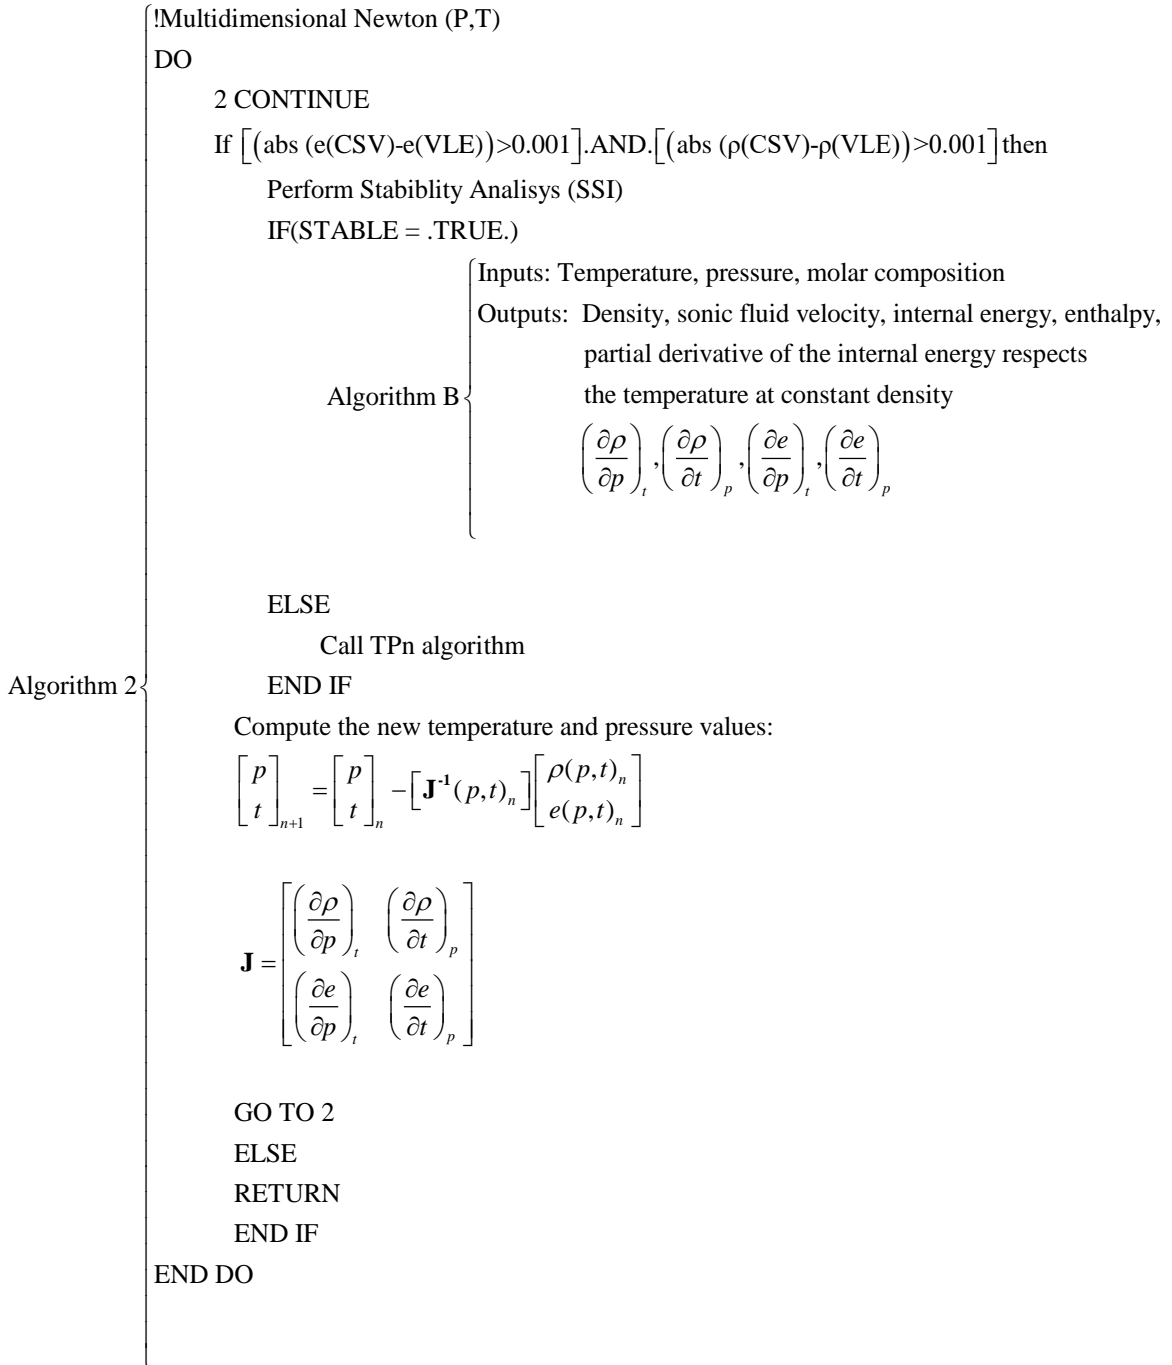 !Multidimensional Newton (P,T)
DO
2 CONTINUE
If [(abs (e(CSV)-e(VLE))>0.001].AND.[(abs (ρ(CSV)-ρ(VLE))>0.001] then
Perform Stabiblity Analisys (SSI)
IF(STABLE = .TRUE.)
Algorithm B
Inputs: Temperature, pressure, molar composition
Outputs: Density, sonic fluid velocity, internal energy, enthalpy,
partial derivative of the internal energy respects
the temperature at constant density
(∂ρ/∂p)_t , (∂ρ/∂t)_p , (∂e/∂p)_t , (∂e/∂t)_p
ELSE
Call TPn algorithm
Algorithm 2
END IF
Compute the new temperature and pressure values:
[p t]_{n+1} = [p t]_n − [J^{-1}(p,t)_n] [ρ(p,t)_n e(p,t)_n]
J = [(∂ρ/∂p)_t (∂ρ/∂t)_p
(∂e/∂p)_t (∂e/∂t)_p]
GO TO 2
ELSE
RETURN
END IF
END DO